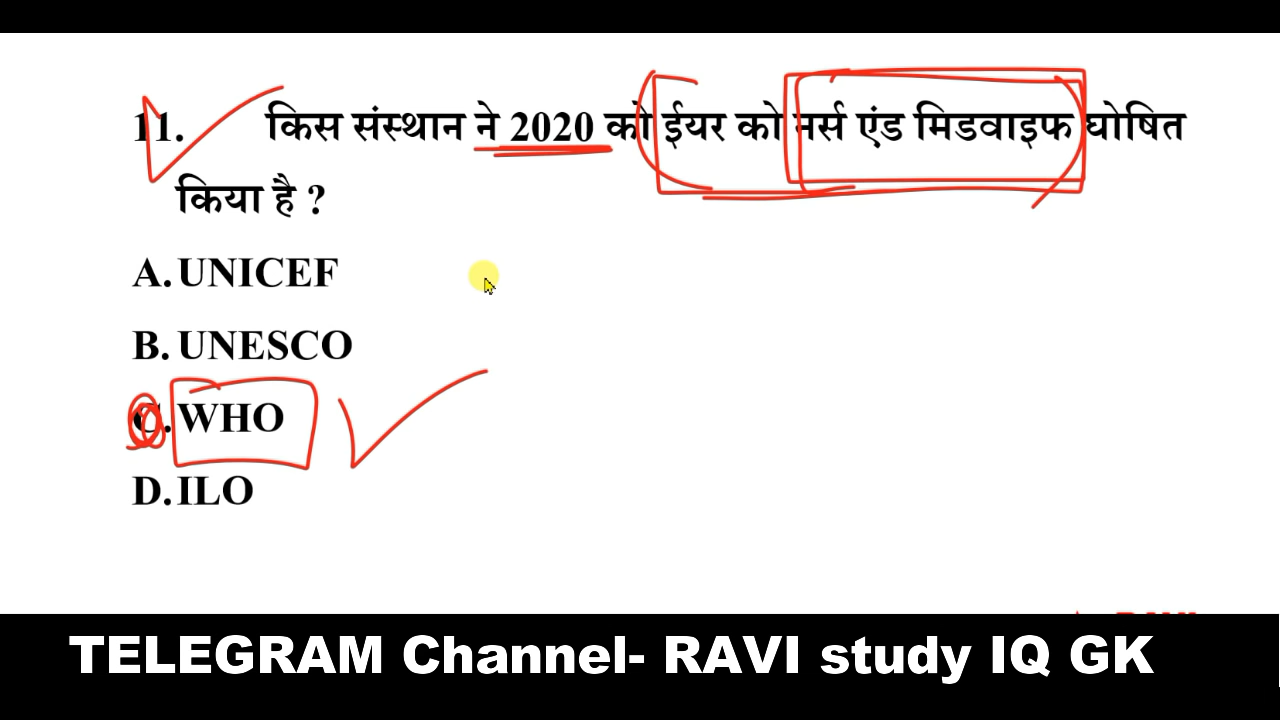 11. किस संस्थान ने 2020 को ईयर को नर्स एंड मिडवाइफ घोषित
किया है ?
A. UNICEF
B. UNESCO
C. WHO
D. ILO
TELEGRAM Channel- RAVI study IQ GK